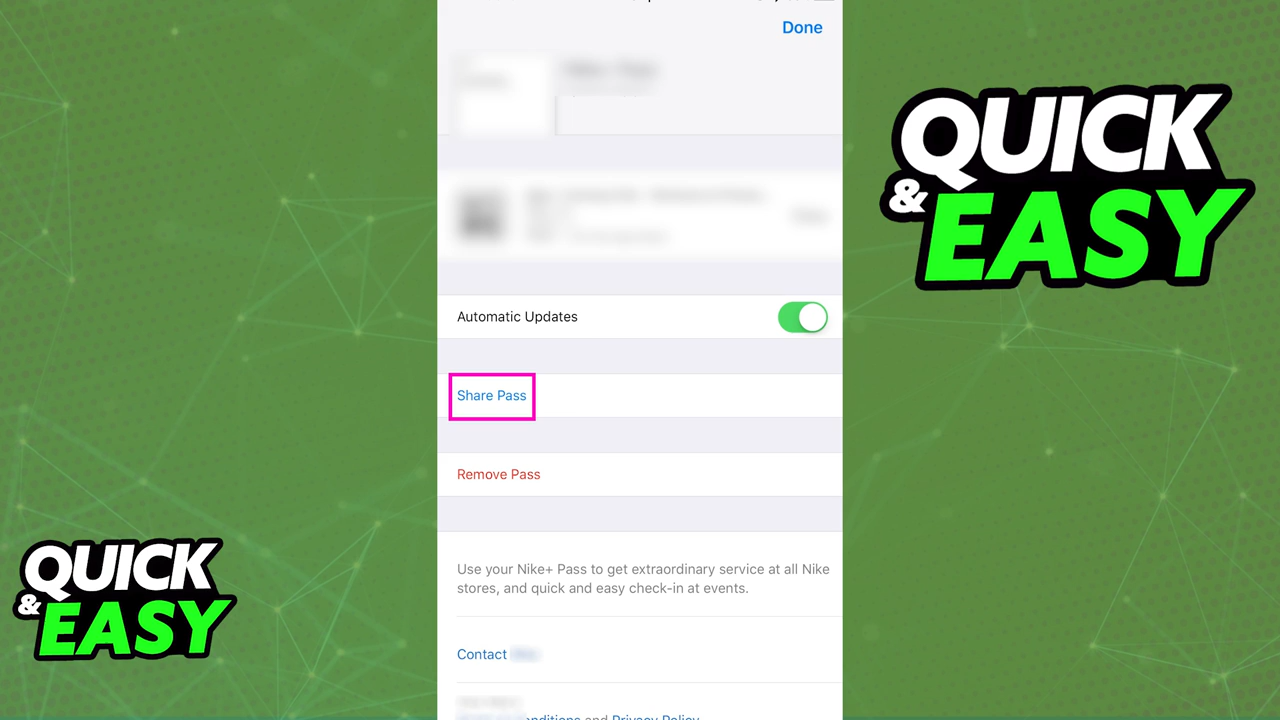 Done
QUICK
& EASY
Automatic Updates
Share Pass
Remove Pass
Use your Nike+ Pass to get extraordinary service at all Nike
stores, and quick and easy check-in at events.
Contact
and Privacy Policy
QUICK
& EASY